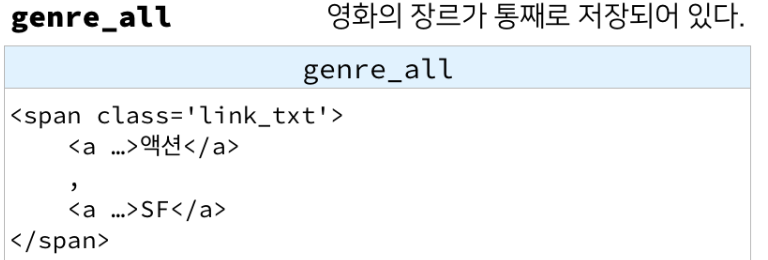 genre_all 영화의 장르가 통째로 저장되어 있다.
genre_all
<span class='link_txt'>
    <a …>액션</a>
    ,
    <a …>SF</a>
</span>